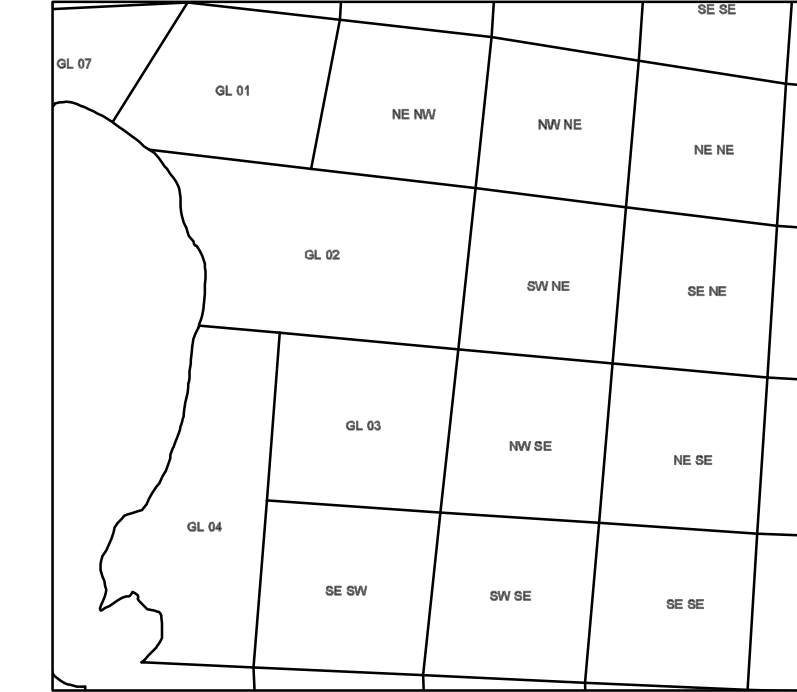 SE SE
GL 07
GL 01
NE NW
NW NE
NE NE
GL 02
SW NE
SE NE
GL 03
NW SE
NE SE
GL 04
SE SW
SW SE
SE SE